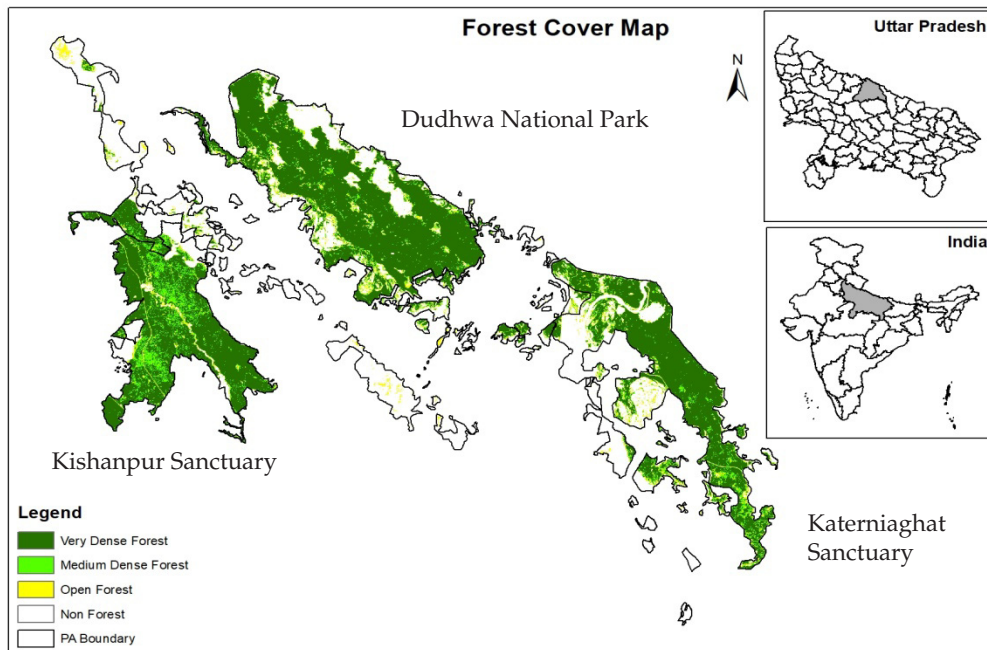 Forest Cover Map
Uttar Pradesh
N
Dudhwa National Park
India
Kishanpur Sanctuary
Katerniaghat
Sanctuary
Legend
Very Dense Forest
Medium Dense Forest
Open Forest
Non Forest
PA Boundary